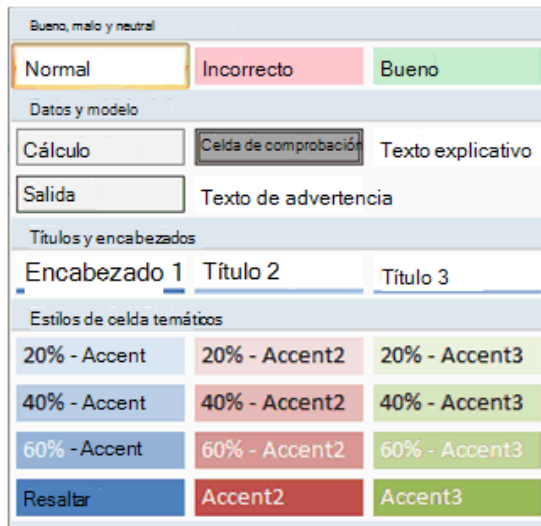 Bueno, malo y neutral
Normal Incorrecto Bueno
Datos y modelo
Cálculo Celda de comprobación Texto explicativo
Salida Texto de advertencia
Títulos y encabezados
Encabezado 1 Título 2 Título 3
Estilos de celda temáticos
20% - Accent 20% - Accent2 20% - Accent3
40% - Accent 40% - Accent2 40% - Accent3
60% - Accent 60% - Accent2 60% - Accent3
Resaltar Accent2 Accent3